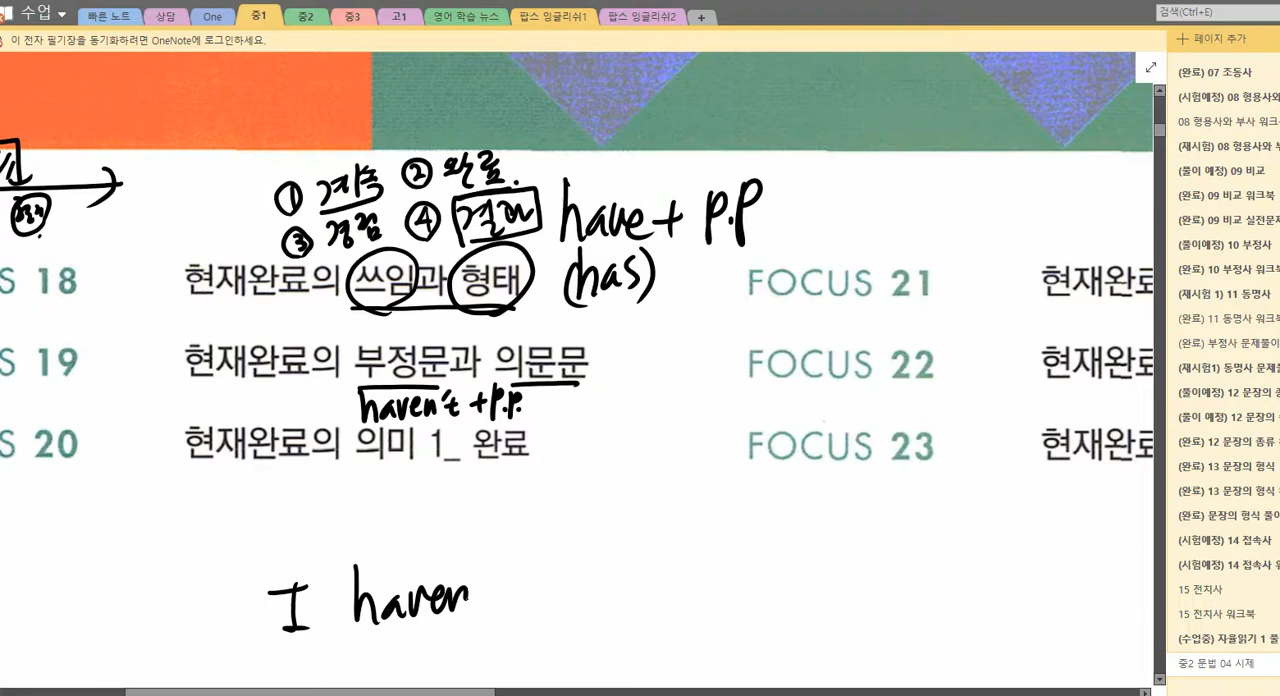 수업
빠른 노트 상담 One 중1 중2 중3 고1 영어 학습 뉴스 팝스 잉글리쉬1 팝스 잉글리쉬2 +
검색(Ctrl+E)
이 전자 필기장을 동기화하려면 OneNote에 로그인하세요.
페이지 추가
① 계속 ② 완료.
③ 경험 ④ 결과 have + P.P
(has)
S 18 현재완료의 쓰임과 형태 FOCUS 21 현재완료
S 19 현재완료의 부정문과 의문문 FOCUS 22 현재완료
haven't + p.p.
S 20 현재완료의 의미 1_ 완료 FOCUS 23 현재완료
I haven
(완료) 07 조동사
(시험예정) 08 형용사와
08 형용사와 부사 워크
(재시험) 08 형용사와 부
(풀이 예정) 09 비교
(완료) 09 비교 워크북
(완료) 09 비교 실전문제
(풀이예정) 10 부정사
(완료) 10 부정사 워크북
(재시험 1) 11 동명사
(완료) 11 동명사 워크북
(완료) 부정사 문제풀이
(재시험1) 동명사 문제풀
(풀이예정) 12 문장의 종
(풀이 예정) 12 문장의
(완료) 12 문장의 종류
(완료) 13 문장의 형식
(완료) 13 문장의 형식
(완료) 문장의 형식 풀이
(시험예정) 14 접속사
(시험예정) 14 접속사 워
15 전치사
15 전치사 워크북
(수업중) 자율읽기 1 풀
중2 문법 04 시제